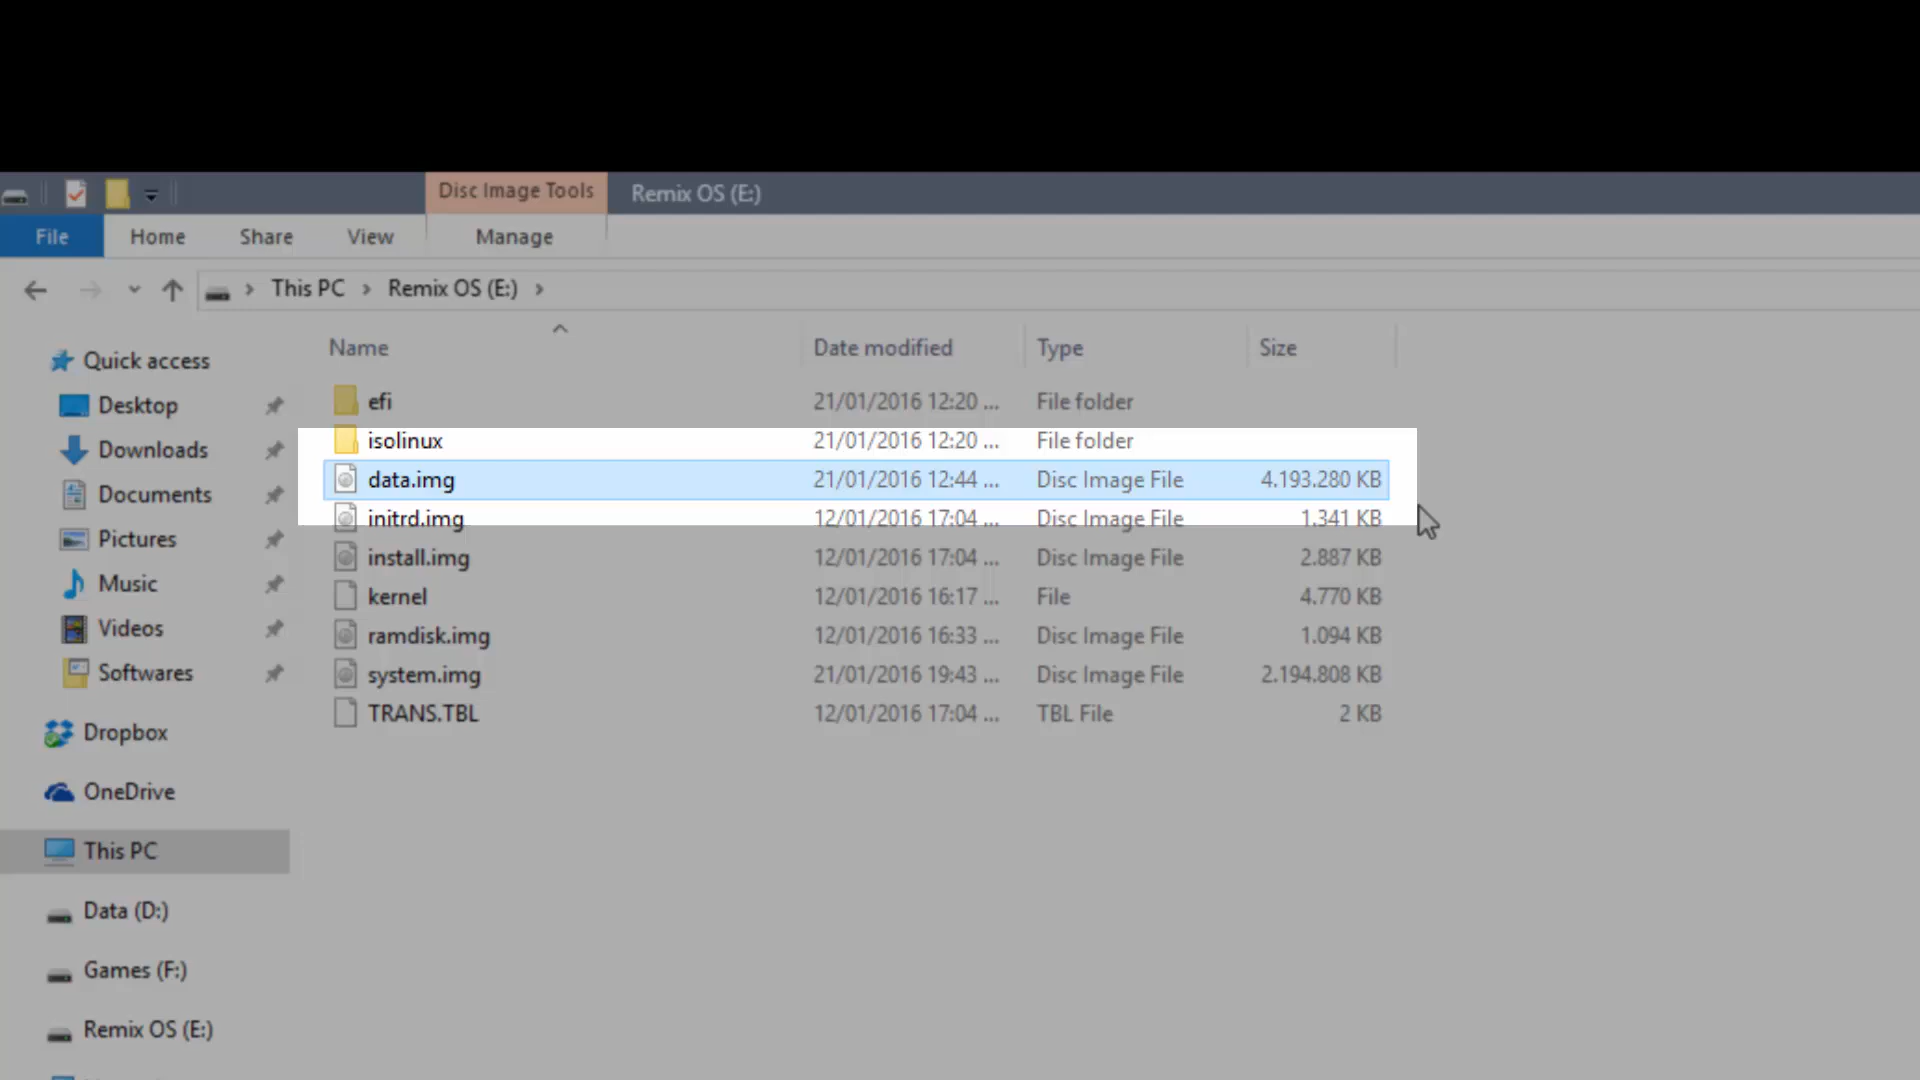 Disc Image Tools Remix OS (E:)
File Home Share View Manage
This PC Remix OS (E:)
Name Date modified Type Size
Quick access
Desktop
Downloads
Documents
Pictures
Music
Videos
Softwares
Dropbox
OneDrive
This PC
Data (D:)
Games (F:)
Remix OS (E:)
efi 21/01/2016 12:20 ... File folder
isolinux 21/01/2016 12:20 ... File folder
data.img 21/01/2016 12:44 ... Disc Image File 4.193.280 KB
initrd.img 12/01/2016 17:04 ... Disc Image File 1.341 KB
install.img 12/01/2016 17:04 ... Disc Image File 2.887 KB
kernel 12/01/2016 16:17 ... File 4.770 KB
ramdisk.img 12/01/2016 16:33 ... Disc Image File 1.094 KB
system.img 21/01/2016 19:43 ... Disc Image File 2.194.808 KB
TRANS.TBL 12/01/2016 17:04 ... TBL File 2 KB